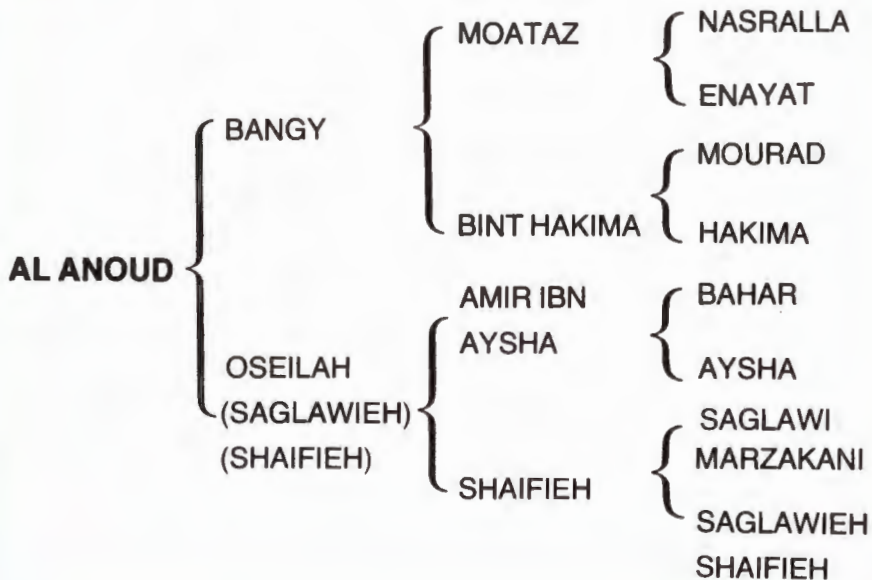 MOATAZ
NASRALLA
ENAYAT
BANGY
MOURAD
BINT HAKIMA
HAKIMA
AL ANOUD
AMIR IBN
AYSHA
BAHAR
AYSHA
OSEILAH
(SAGLAWIEH)
(SHAIFIEH)
SAGLAWI
MARZAKANI
SHAIFIEH
SAGLAWIEH
SHAIFIEH